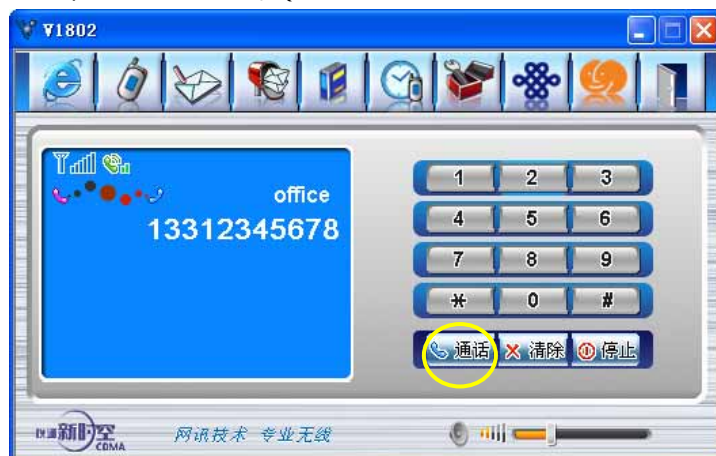 V1802
office
13312345678
1 2 3
4 5 6
7 8 9
* 0 #
通话 清除 停止
新时空
CDMA
网讯技术 专业无线